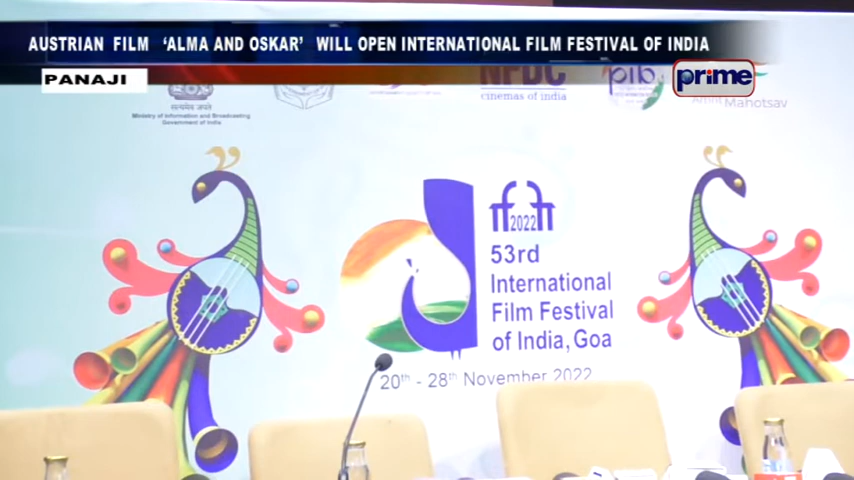 AUSTRIAN FILM ‘ALMA AND OSKAR’ WILL OPEN INTERNATIONAL FILM FESTIVAL OF INDIA
PANAJI
prime
सत्यमेव जयते
Ministry of Information and Broadcasting
Government of India
NFDC
cinemas of india
pib
Amrit Mahotsav
2022
53rd
International
Film Festival
of India, Goa
20th - 28th November 2022